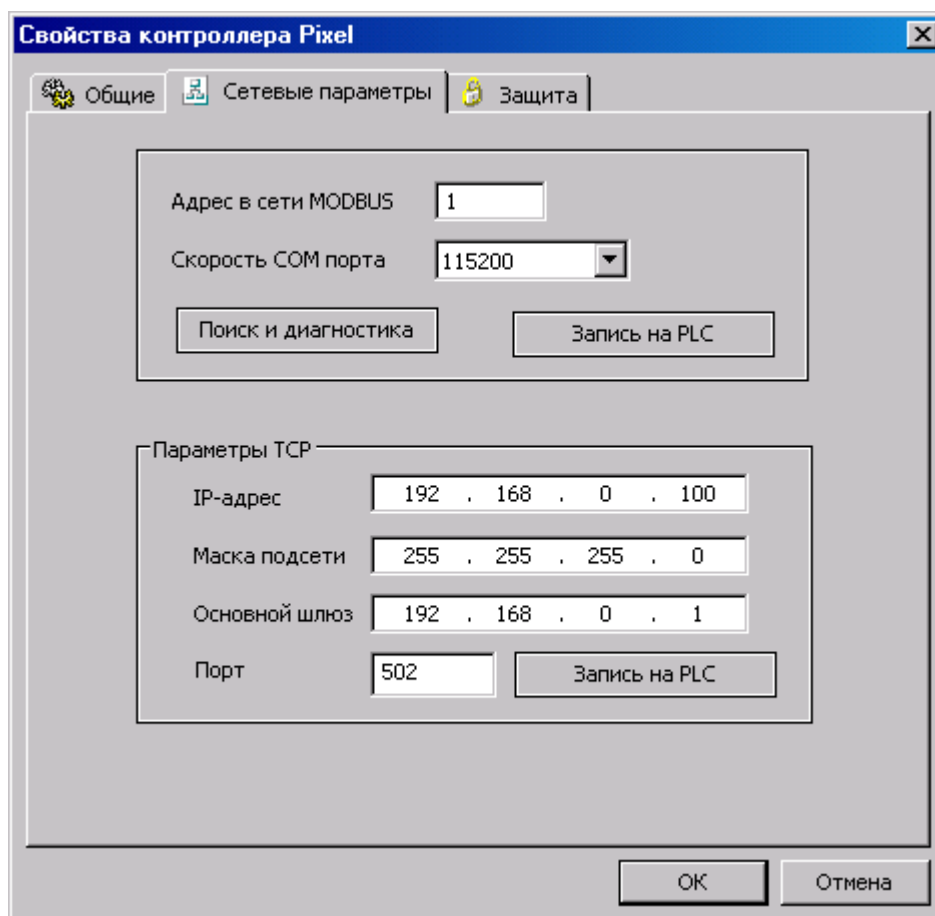 Свойства контроллера Pixel
Общие Сетевые параметры Защита
Адрес в сети MODBUS 1
Скорость COM порта 115200
Поиск и диагностика Запись на PLC
Параметры TCP
IP-адрес 192 . 168 . 0 . 100
Маска подсети 255 . 255 . 255 . 0
Основной шлюз 192 . 168 . 0 . 1
Порт 502 Запись на PLC
OK Отмена